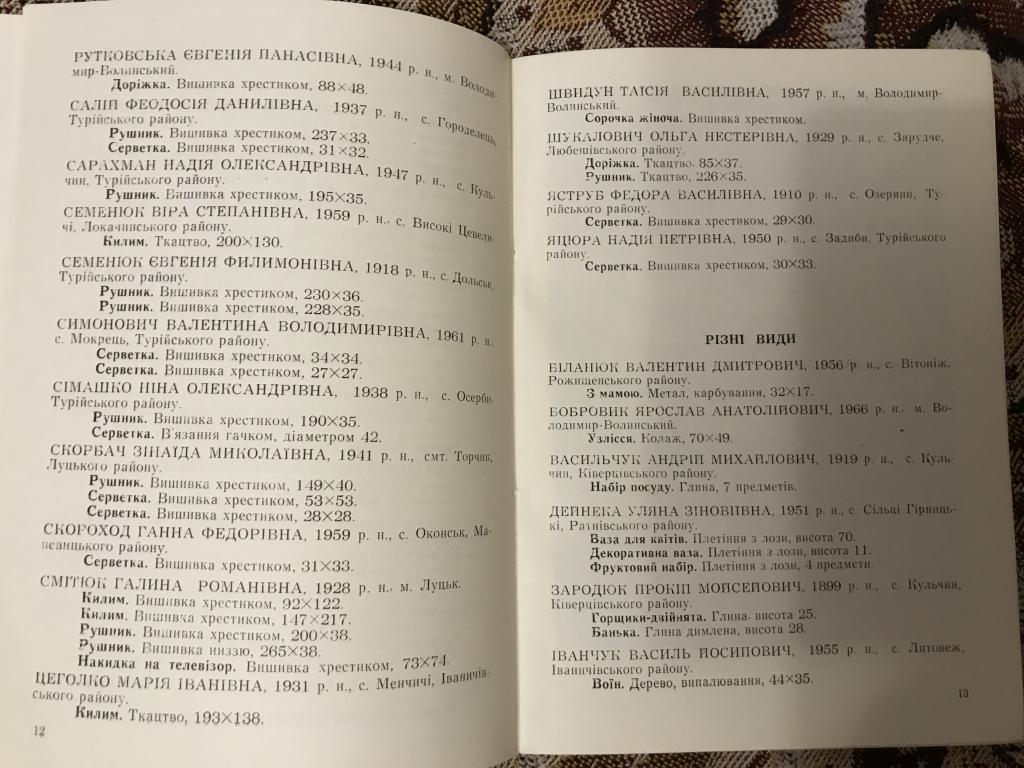 РУТКОВСЬКА ЄВГЕНІЯ ПАНАСІВНА, 1944 р. н., м. Володи-
мир-Волинський.
Доріжка. Вишивка хрестиком, 88×48.
САЛІЙ ФЕОДОСІЯ ДАНИЛІВНА, 1937 р. н., с. Городелець,
Турійського району.
Рушник. Вишивка хрестиком, 237×33.
Серветка. Вишивка хрестиком, 31×32.
САРАХМАН НАДІЯ ОЛЕКСАНДРІВНА, 1947 р. н., с. Куль-
чин, Турійського району.
Рушник. Вишивка хрестиком, 195×35.
СЕМЕНЮК ВІРА СТЕПАНІВНА, 1959 р. н. с. Високі Цевели-
чі, Локачинського району.
Килим. Ткацтво, 200×130.
СЕМЕНЮК ЄВГЕНІЯ ФИЛИМОНІВНА, 1918 р. н., с. Дольськ,
Турійського району.
Рушник. Вишивка хрестиком, 230×36.
Рушник. Вишивка хрестиком, 228×35.
СИМОНОВИЧ ВАЛЕНТИНА ВОЛОДИМИРІВНА, 1961 р. н.,
с. Мокрець, Турійського району.
Серветка. Вишивка хрестиком, 34×34.
Серветка. Вишивка хрестиком, 27×27.
СІМАШКО НІНА ОЛЕКСАНДРІВНА, 1938 р. н., с. Осерби,
Турійського району.
Рушник. Вишивка хрестиком, 190×35.
Серветка. В'язання гачком, діаметром 42.
СКОРБАЧ ЗІНАЇДА МИКОЛАЇВНА, 1941 р. н., смт. Торчин,
Луцького району.
Рушник. Вишивка хрестиком, 149×40.
Серветка. Вишивка хрестиком, 53×53.
Серветка. Вишивка хрестиком, 28×28.
СКОРОХОД ГАННА ФЕДОРІВНА, 1959 р. н., с. Оконськ, Ма-
невицького району.
Серветка. Вишивка хрестиком, 31×33.
СМІТЮК ГАЛИНА РОМАНІВНА, 1928 р. н. м. Луцьк.
Килим. Вишивка хрестиком, 92×122.
Килим. Вишивка хрестиком, 147×217.
Рушник. Вишивка хрестиком, 200×38.
Рушник. Вишивка низзю, 265×38.
Накидка на телевізор. Вишивка хрестиком, 73×74.
ЦЕГОЛКО МАРІЯ ІВАНІВНА, 1931 р. н., с. Менчичі, Іваничів-
ського району.
Килим. Ткацтво, 193×138.
12
ШВИДУН ТАЇСІЯ ВАСИЛІВНА, 1957 р. н., м. Володимир-
Волинський.
Сорочка жіноча. Вишивка хрестиком.
ШУКАЛОВИЧ ОЛЬГА НЕСТЕРІВНА, 1929 р. н., с. Зарудче,
Любешівського району.
Доріжка. Ткацтво. 85×37.
Рушник. Ткацтво, 226×35.
ЯСТРУБ ФЕДОРА ВАСИЛІВНА, 1910 р. н., с. Озеряни, Ту-
рійського району.
Серветка. Вишивка хрестиком, 29×30.
ЯЦЮРА НАДІЯ ПЕТРІВНА, 1950 р. н., с. Задиби, Турійського
району.
Серветка. Вишивка хрестиком, 30×33.
РІЗНІ ВИДИ
БІЛАНЮК ВАЛЕНТИН ДМИТРОВИЧ, 1956 р. н., с. Вітоніж,
Рожищенського району.
З мамою. Метал, карбування, 32×17.
БОБРОВИК ЯРОСЛАВ АНАТОЛІЙОВИЧ, 1966 р. н. м. Во-
лодимир-Волинський.
Узлісся. Колаж, 70×49.
ВАСИЛЬЧУК АНДРІЙ МИХАЙЛОВИЧ, 1919 р. н., с. Куль-
чин, Ківерцівського району.
Набір посуду. Глина, 7 предметів.
ДЕЙНЕКА УЛЯНА ЗІНОВІЇВНА, 1951 р. н., с. Сільці Гірниць-
кі, Ратнівського району.
Ваза для квітів. Плетіння з лози, висота 70.
Декоративна ваза. Плетіння з лози, висота 11.
Фруктовий набір. Плетіння з лози, 4 предмети.
ЗАРОДЮК ПРОКІП МОЙСЕЙОВИЧ, 1899 р. н., с. Кульчин,
Ківерцівського району.
Горщики-двійнята. Глина, висота 25.
Банька. Глина димлена, висота 28.
ІВАНЧУК ВАСИЛЬ ЙОСИПОВИЧ, 1955 р. н., с. Литовеж,
Іваничівського району.
Воїн. Дерево, випалювання, 44×35.
13